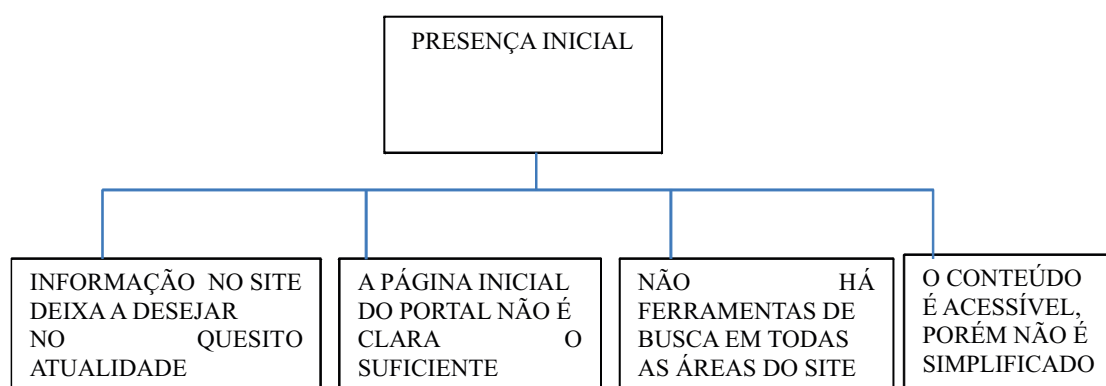 PRESENÇA INICIAL
INFORMAÇÃO NO SITE
DEIXA A DESEJAR
NO QUESITO
ATUALIDADE
A PÁGINA INICIAL
DO PORTAL NÃO É
CLARA O
SUFICIENTE
NÃO HÁ
FERRAMENTAS DE
BUSCA EM TODAS
AS ÁREAS DO SITE
O CONTEÚDO
É ACESSÍVEL,
PORÉM NÃO É
SIMPLIFICADO